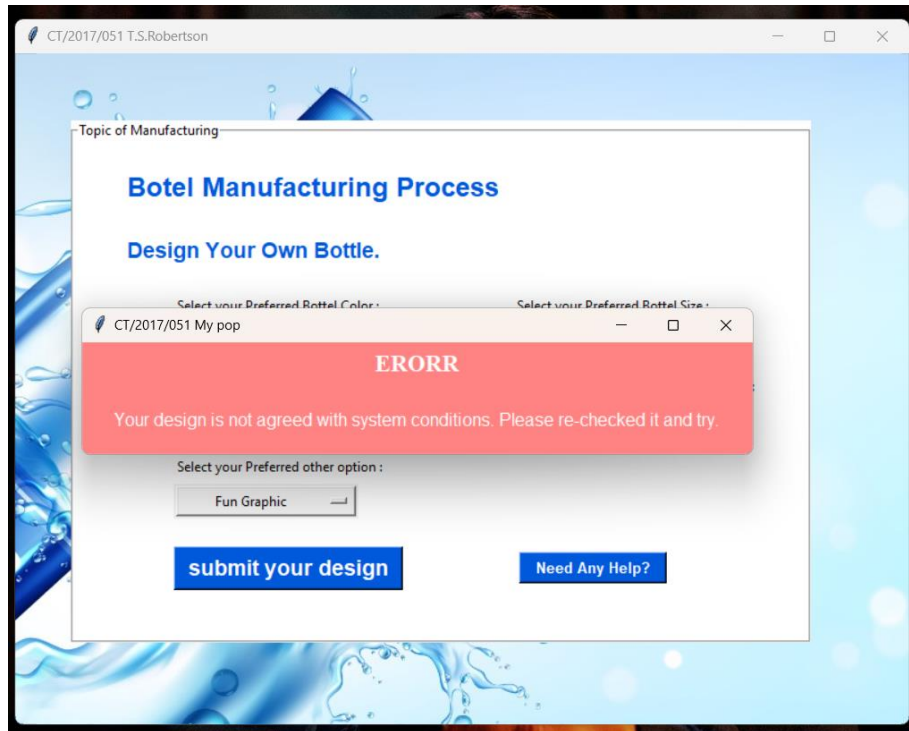 CT/2017/051 T.S.Robertson
Topic of Manufacturing
Botel Manufacturing Process
Design Your Own Bottle.
Select your Preferred Bottel Color :
Select your Preferred Bottel Size :
CT/2017/051 My pop
ERORR
Your design is not agreed with system conditions. Please re-checked it and try.
Select your Preferred other option :
Fun Graphic
submit your design
Need Any Help?